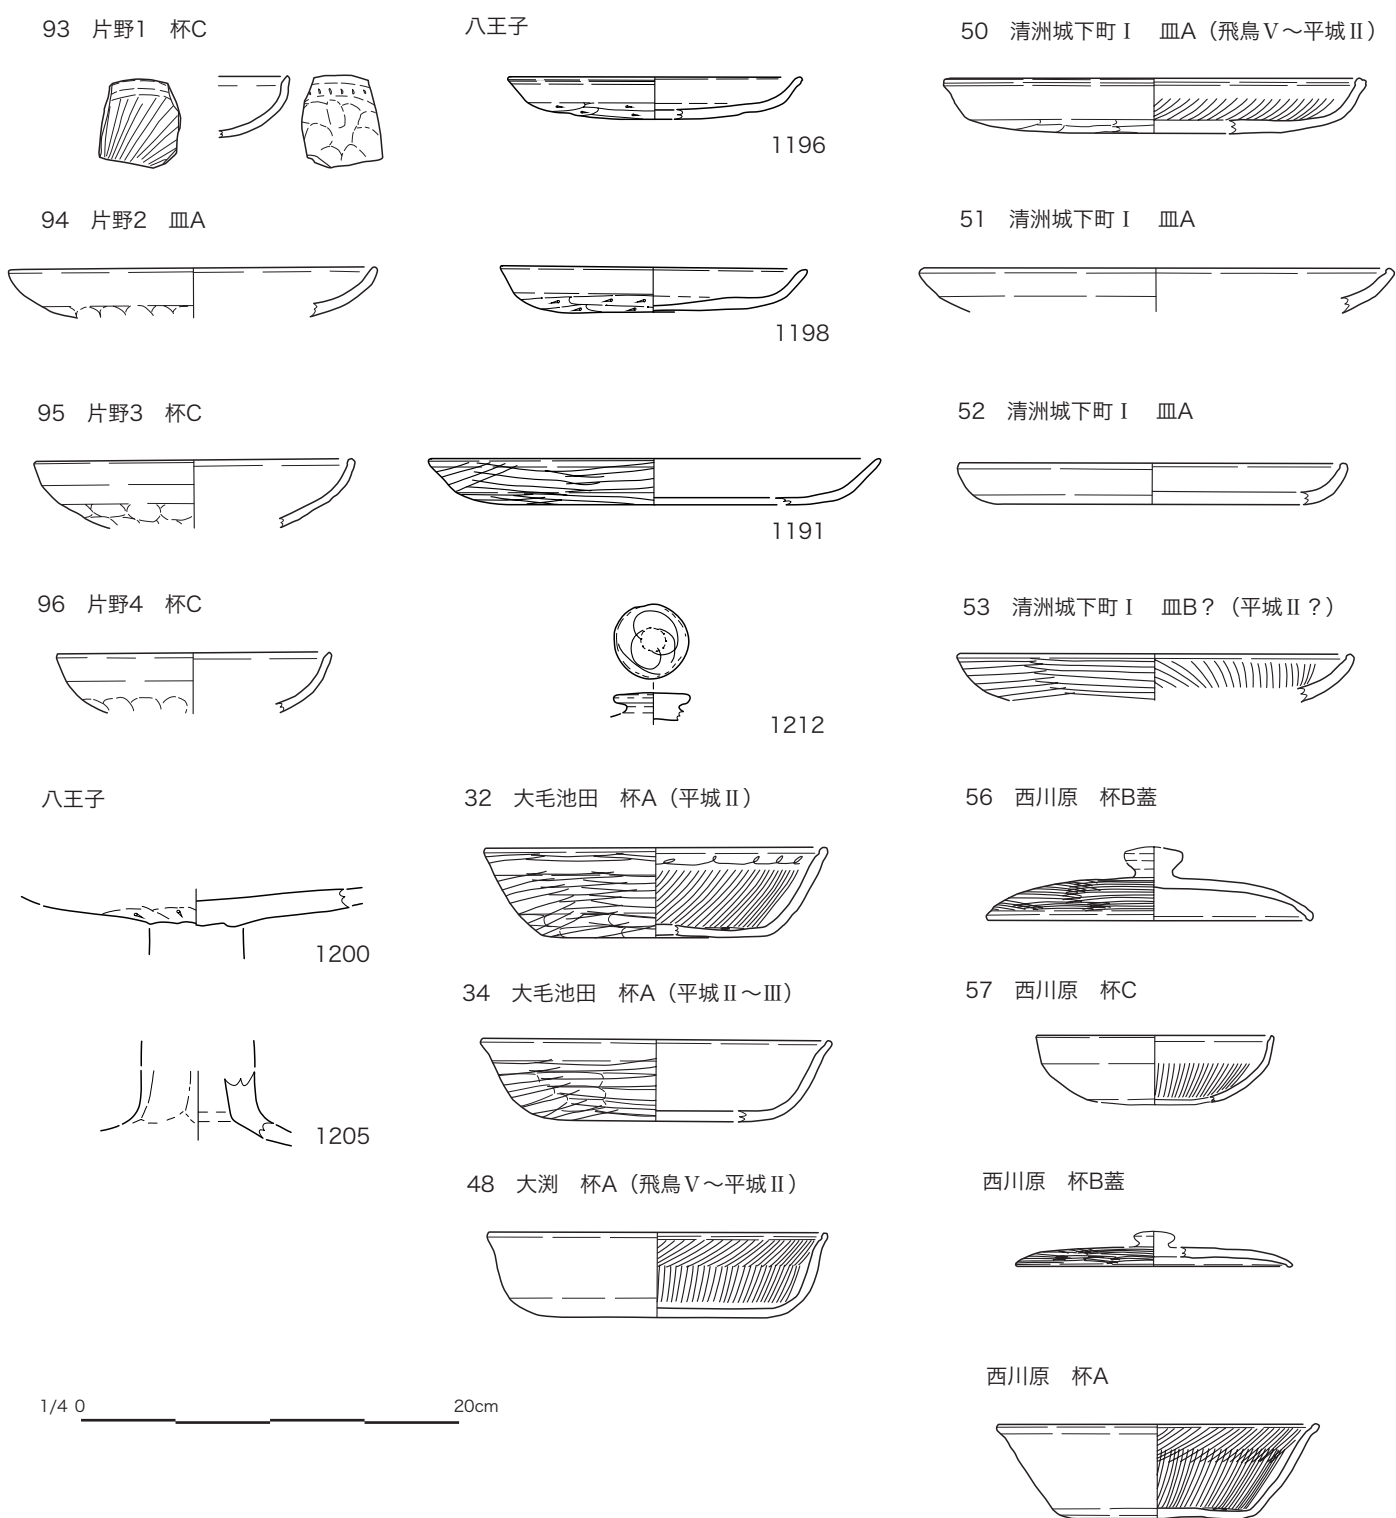 93　片野1　杯C
94　片野2　皿A
95　片野3　杯C
96　片野4　杯C
八王子
1200
1205
八王子
1196
1198
1191
1212
32　大毛池田　杯A（平城Ⅱ）
34　大毛池田　杯A（平城Ⅱ～Ⅲ）
48　大渕　杯A（飛鳥Ⅴ～平城Ⅱ）
50　清洲城下町Ⅰ　皿A（飛鳥Ⅴ～平城Ⅱ）
51　清洲城下町Ⅰ　皿A
52　清洲城下町Ⅰ　皿A
53　清洲城下町Ⅰ　皿B？（平城Ⅱ？）
56　西川原　杯B蓋
57　西川原　杯C
西川原　杯B蓋
西川原　杯A
1/4 0 20cm